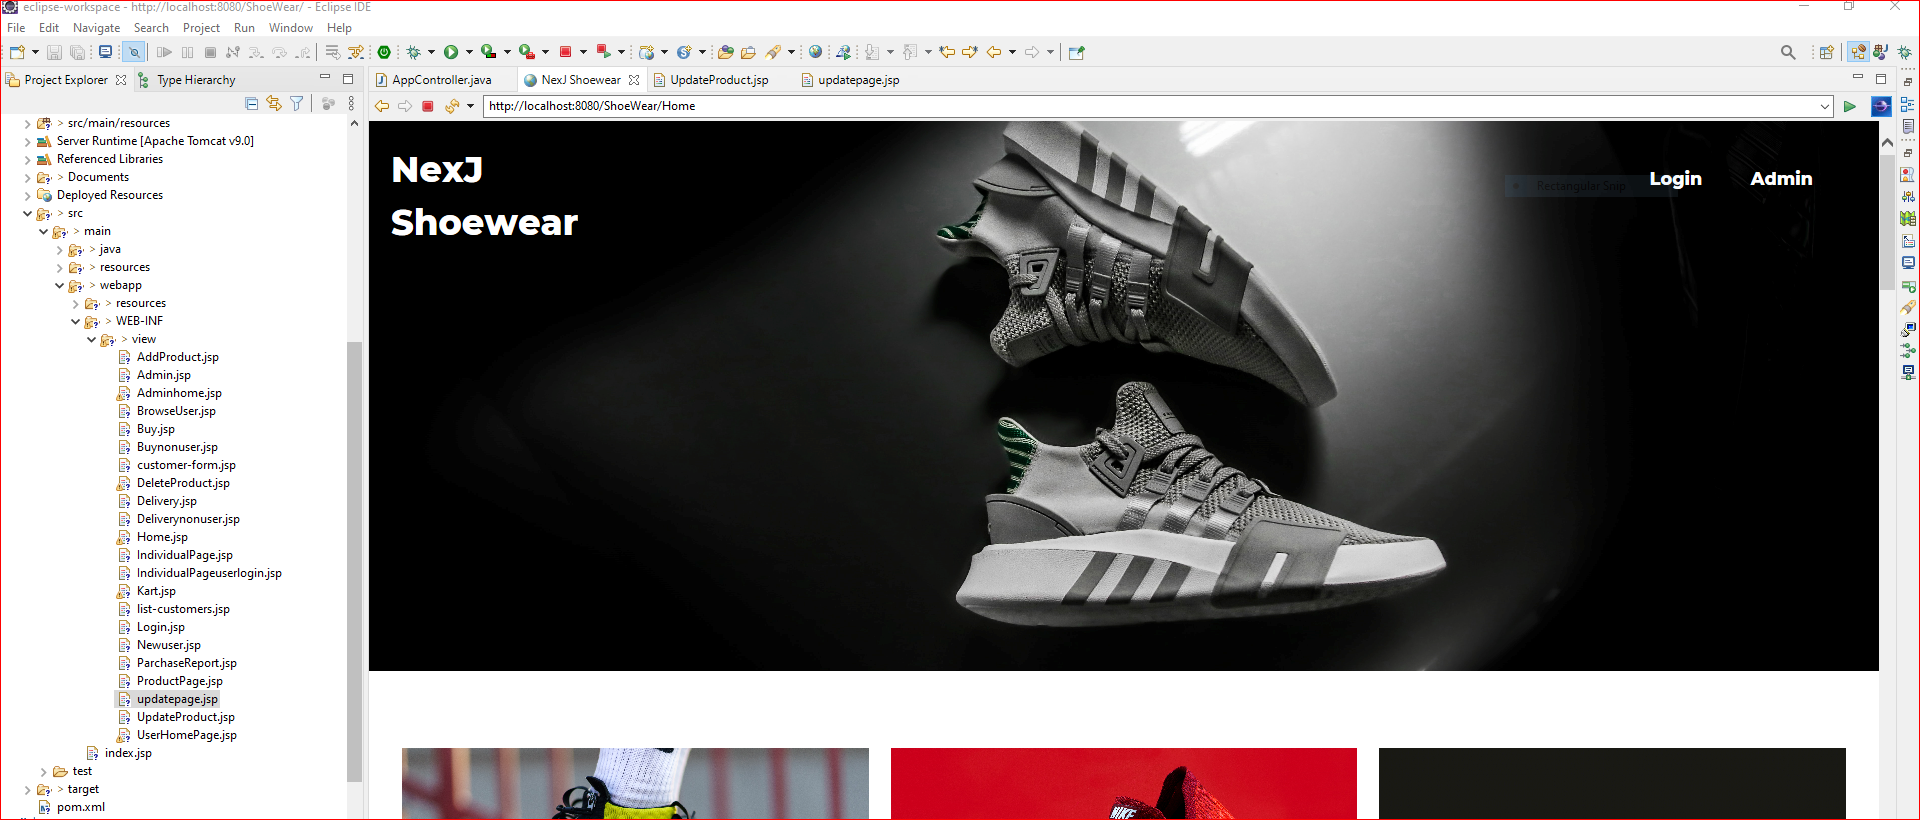 eclipse-workspace - http://localhost:8080/ShoeWear/ - Eclipse IDE
File Edit Navigate Search Project Run Window Help
Project Explorer Type Hierarchy
AppController.java NexJ Shoewear UpdateProduct.jsp updatepage.jsp
http://localhost:8080/ShoeWear/Home
> src/main/resources
Server Runtime [Apache Tomcat v9.0]
Referenced Libraries
> Documents
Deployed Resources
> src
> main
> java
> resources
> webapp
> resources
> WEB-INF
> view
AddProduct.jsp
Admin.jsp
Adminhome.jsp
BrowseUser.jsp
Buy.jsp
Buynonuser.jsp
customer-form.jsp
DeleteProduct.jsp
Delivery.jsp
Deliverynonuser.jsp
Home.jsp
IndividualPage.jsp
IndividualPageuserlogin.jsp
Kart.jsp
list-customers.jsp
Login.jsp
Newuser.jsp
ParchaseReport.jsp
ProductPage.jsp
updatepage.jsp
UpdateProduct.jsp
UserHomePage.jsp
index.jsp
test
> target
pom.xml
NexJ
Shoewear
Rectangular Snip
Login Admin
NIKE